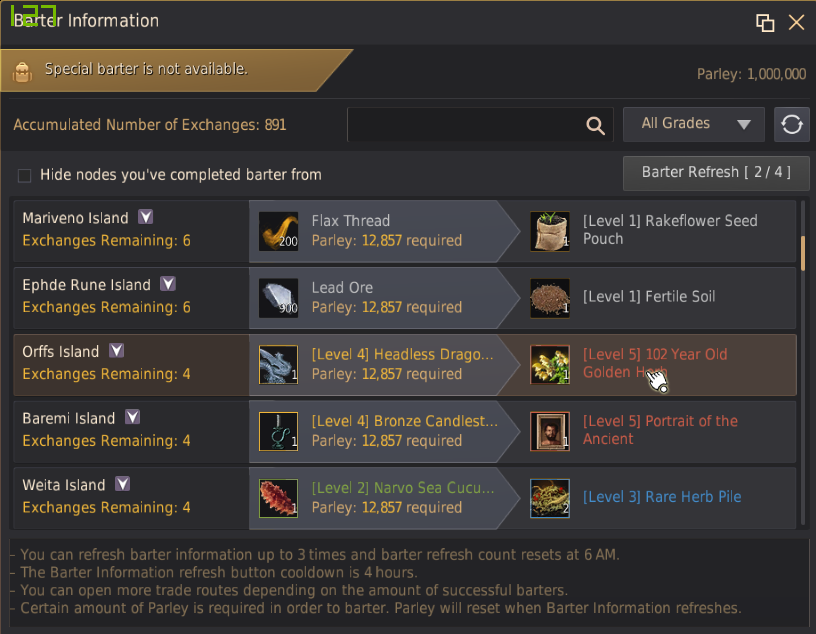 127
Barter Information
Special barter is not available.
Parley: 1,000,000
Accumulated Number of Exchanges: 891
All Grades
Hide nodes you've completed barter from
Barter Refresh [ 2 / 4 ]
Mariveno Island
Exchanges Remaining: 6
200
Flax Thread
Parley: 12,857 required
1
[Level 1] Rakeflower Seed
Pouch
Ephde Rune Island
Exchanges Remaining: 6
900
Lead Ore
Parley: 12,857 required
1
[Level 1] Fertile Soil
Orffs Island
Exchanges Remaining: 4
1
[Level 4] Headless Drago...
Parley: 12,857 required
1
[Level 5] 102 Year Old
Golden Herb
Baremi Island
Exchanges Remaining: 4
1
[Level 4] Bronze Candlest...
Parley: 12,857 required
1
[Level 5] Portrait of the
Ancient
Weita Island
Exchanges Remaining: 4
1
[Level 2] Narvo Sea Cucu...
Parley: 12,857 required
2
[Level 3] Rare Herb Pile
- You can refresh barter information up to 3 times and barter refresh count resets at 6 AM.
- The Barter Information refresh button cooldown is 4 hours.
- You can open more trade routes depending on the amount of successful barters.
- Certain amount of Parley is required in order to barter. Parley will reset when Barter Information refreshes.